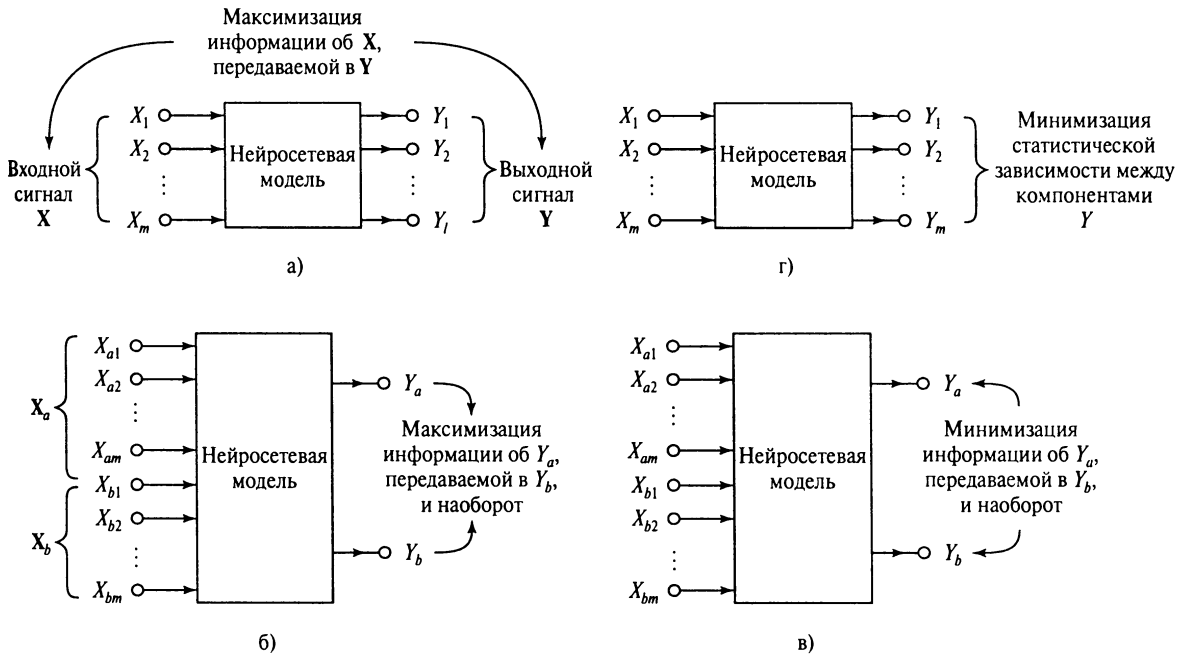 Максимизация
информации об X,
передаваемой в Y
X1
X2
Xm
Входной
сигнал
X
Нейросетевая
модель
Y1
Y2
Yl
Выходной
сигнал
Y
а)
X1
X2
Xm
Нейросетевая
модель
Y1
Y2
Ym
Минимизация
статистической
зависимости между
компонентами
Y
г)
Xa
Xb
Xa1
Xa2
Xam
Xb1
Xb2
Xbm
Нейросетевая
модель
Ya
Максимизация
информации об Ya,
передаваемой в Yb,
и наоборот
Yb
б)
Xa1
Xa2
Xam
Xb1
Xb2
Xbm
Нейросетевая
модель
Ya
Минимизация
информации об Ya,
передаваемой в Yb,
и наоборот
Yb
в)